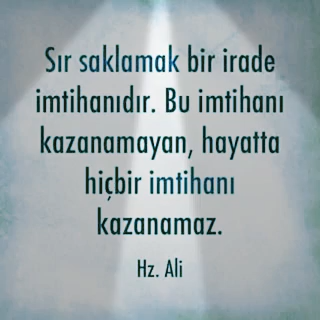 Sır saklamak bir irade
imtihanıdır. Bu imtihanı
kazanamayan, hayatta
hiçbir imtihanı
kazanamaz.
Hz. Ali